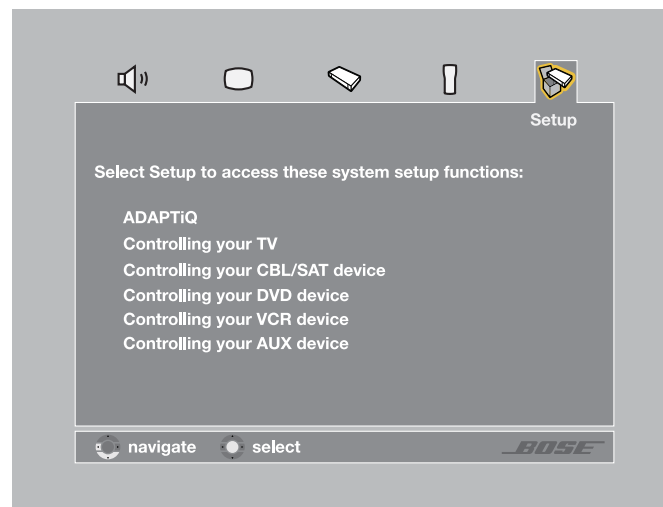 Setup
Select Setup to access these system setup functions:
ADAPTiQ
Controlling your TV
Controlling your CBL/SAT device
Controlling your DVD device
Controlling your VCR device
Controlling your AUX device
navigate select BOSE